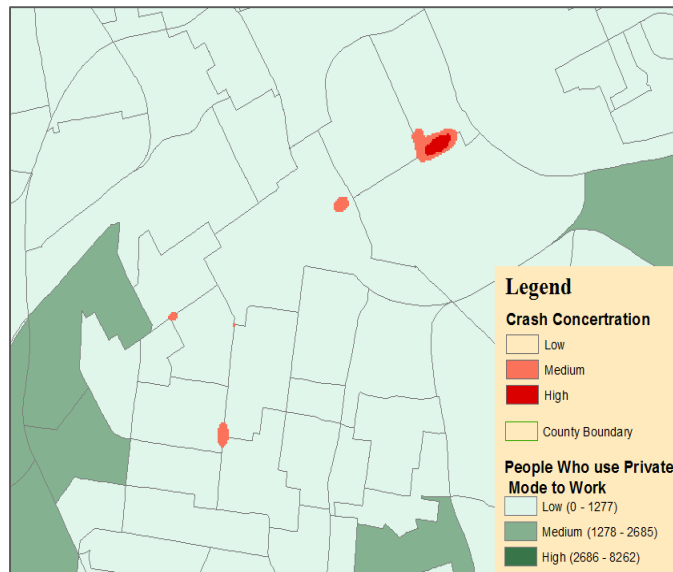 Legend
Crash Concertration
Low
Medium
High
County Boundary
People Who use Private
Mode to Work
Low (0 - 1277)
Medium (1278 - 2685)
High (2686 - 8262)